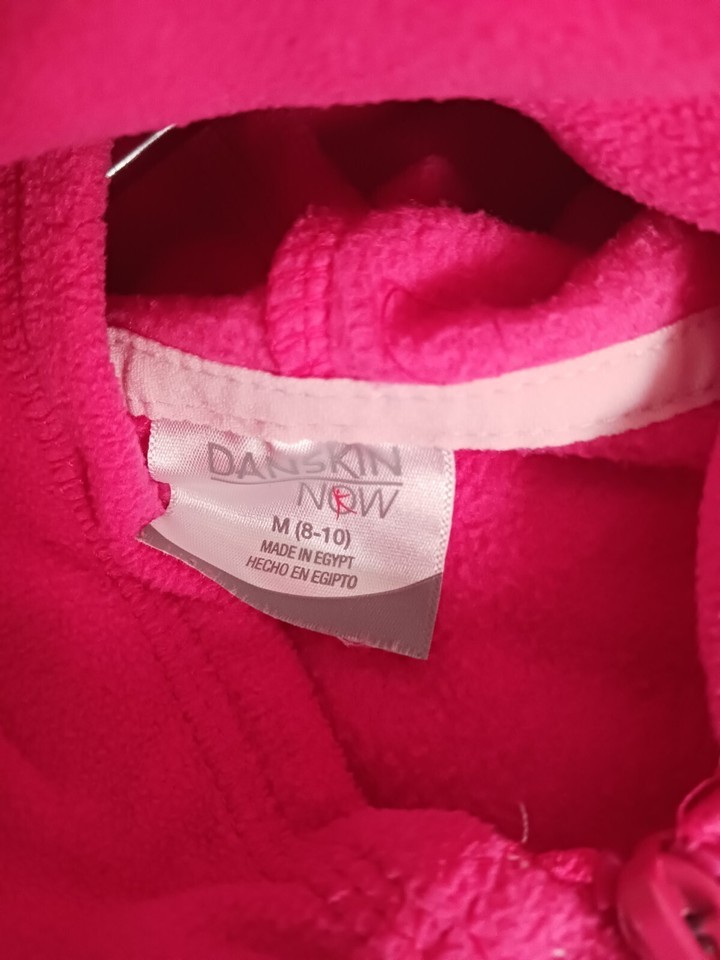 DANSKIN
NOW
M (8-10)
MADE IN EGYPT
HECHO EN EGIPTO